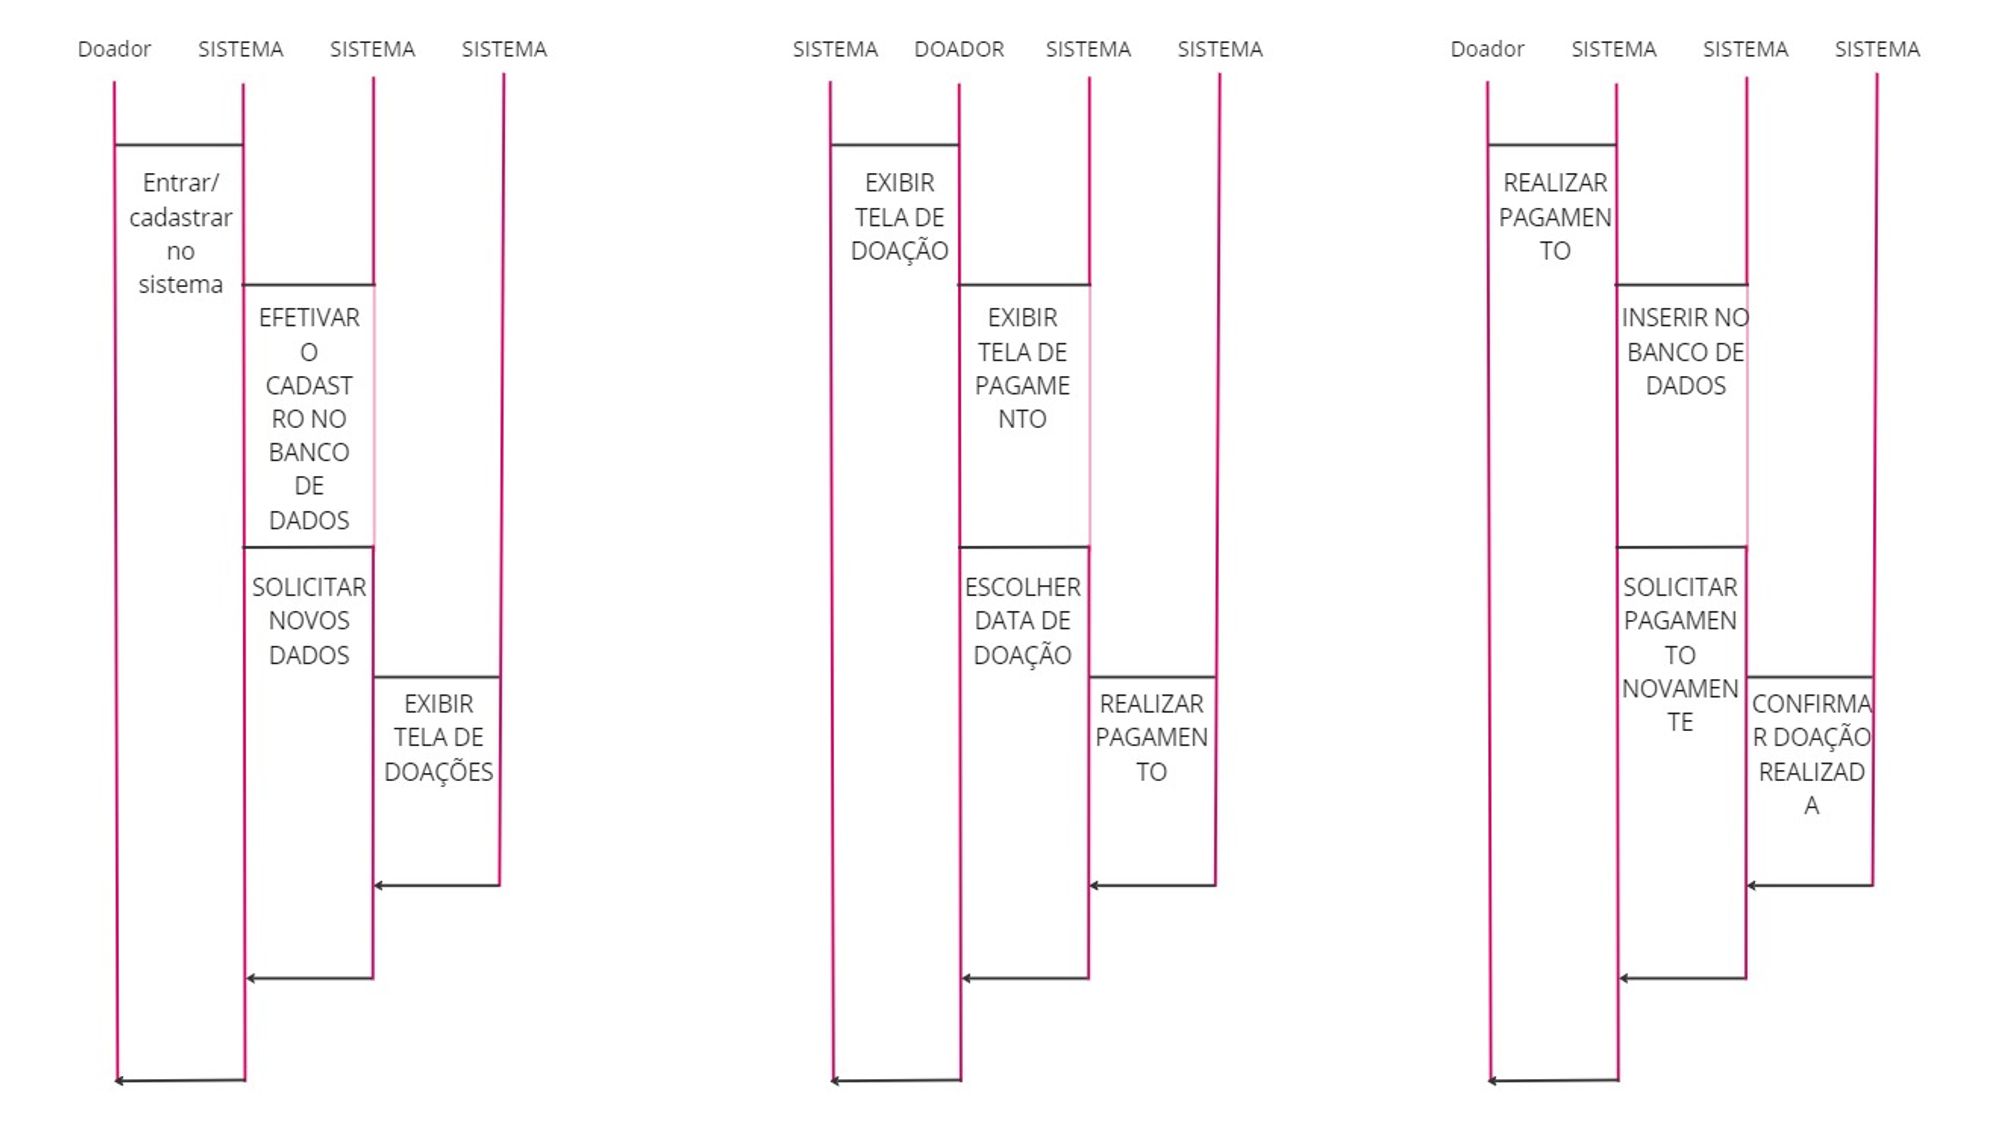 Doador
SISTEMA
SISTEMA
SISTEMA
Entrar/
cadastrar
no
sistema
EFETIVAR
O
CADAST
RO NO
BANCO
DE
DADOS
SOLICITAR
NOVOS
DADOS
EXIBIR
TELA DE
DOAÇÕES
SISTEMA
DOADOR
SISTEMA
SISTEMA
EXIBIR
TELA DE
DOAÇÃO
EXIBIR
TELA DE
PAGAME
NTO
ESCOLHER
DATA DE
DOAÇÃO
REALIZAR
PAGAMEN
TO
Doador
SISTEMA
SISTEMA
SISTEMA
REALIZAR
PAGAMEN
TO
INSERIR NO
BANCO DE
DADOS
SOLICITAR
PAGAMEN
TO
NOVAMEN
TE
CONFIRMA
R DOAÇÃO
REALIZAD
A